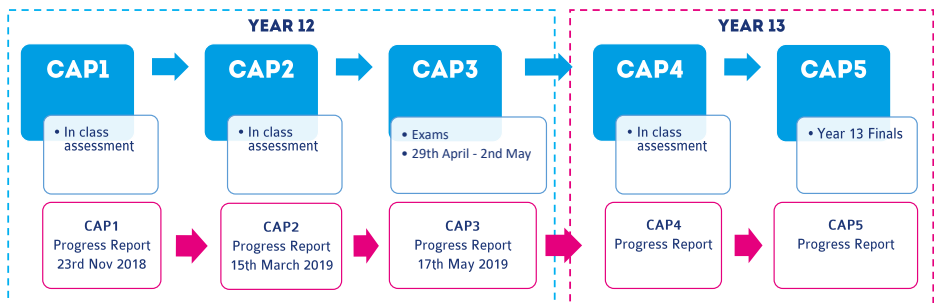 YEAR 12
YEAR 13
CAP1
CAP2
CAP3
CAP4
CAP5
• In class
assessment
• In class
assessment
• Exams
• 29th April - 2nd May
• In class
assessment
• Year 13 Finals
CAP1
Progress Report
23rd Nov 2018
CAP2
Progress Report
15th March 2019
CAP3
Progress Report
17th May 2019
CAP4
Progress Report
CAP5
Progress Report